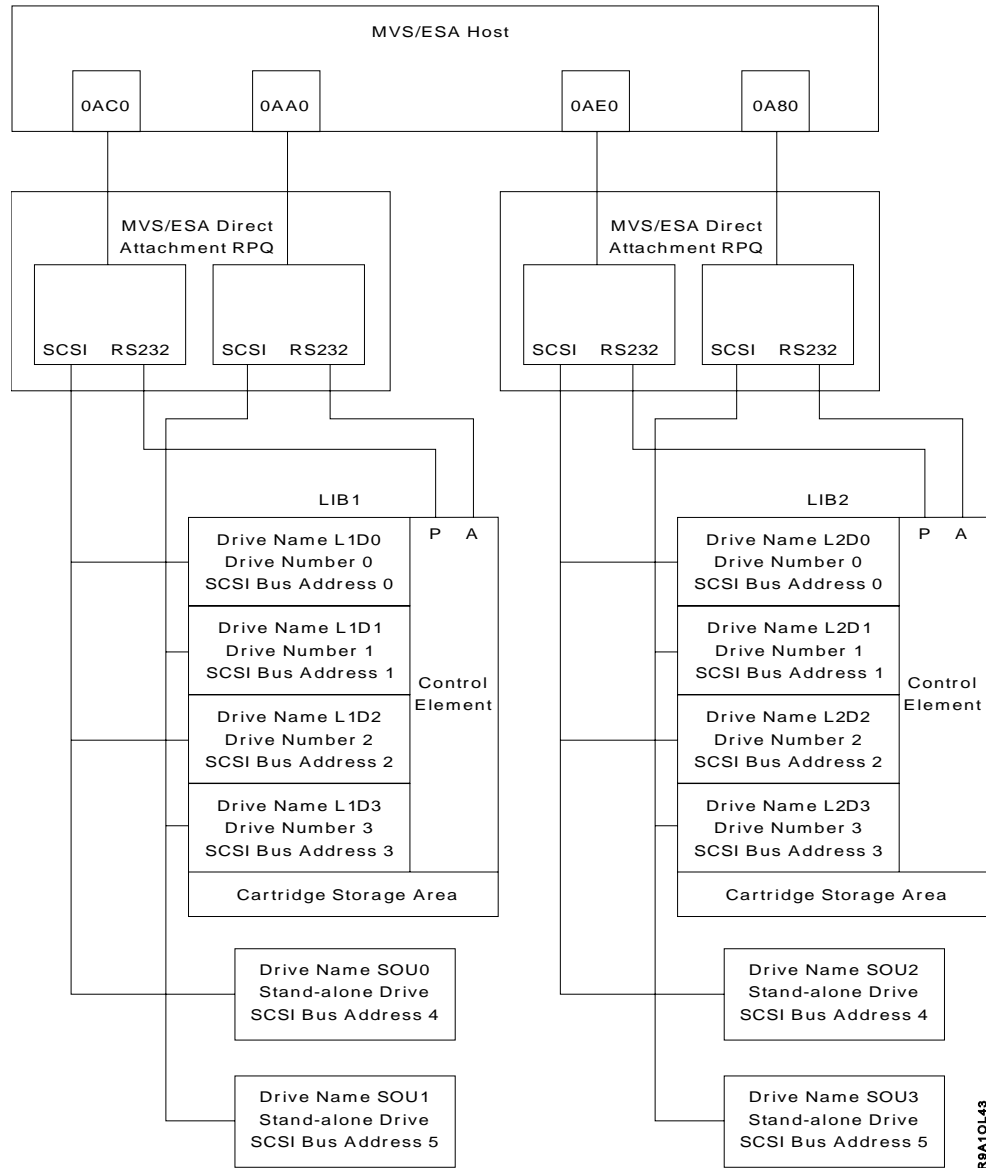 MVS/ESA Host
0AC0
0AA0
0AE0
0A80
MVS/ESA Direct
Attachment RPQ
SCSI RS232
SCSI RS232
MVS/ESA Direct
Attachment RPQ
SCSI RS232
SCSI RS232
LIB1
P A
Drive Name L1D0
Drive Number 0
SCSI Bus Address 0
Drive Name L1D1
Drive Number 1
SCSI Bus Address 1
Drive Name L1D2
Drive Number 2
SCSI Bus Address 2
Drive Name L1D3
Drive Number 3
SCSI Bus Address 3
Control
Element
Cartridge Storage Area
Drive Name SOU0
Stand-alone Drive
SCSI Bus Address 4
Drive Name SOU1
Stand-alone Drive
SCSI Bus Address 5
LIB2
P A
Drive Name L2D0
Drive Number 0
SCSI Bus Address 0
Drive Name L2D1
Drive Number 1
SCSI Bus Address 1
Drive Name L2D2
Drive Number 2
SCSI Bus Address 2
Drive Name L2D3
Drive Number 3
SCSI Bus Address 3
Control
Element
Cartridge Storage Area
Drive Name SOU2
Stand-alone Drive
SCSI Bus Address 4
Drive Name SOU3
Stand-alone Drive
SCSI Bus Address 5
R9A1OL43